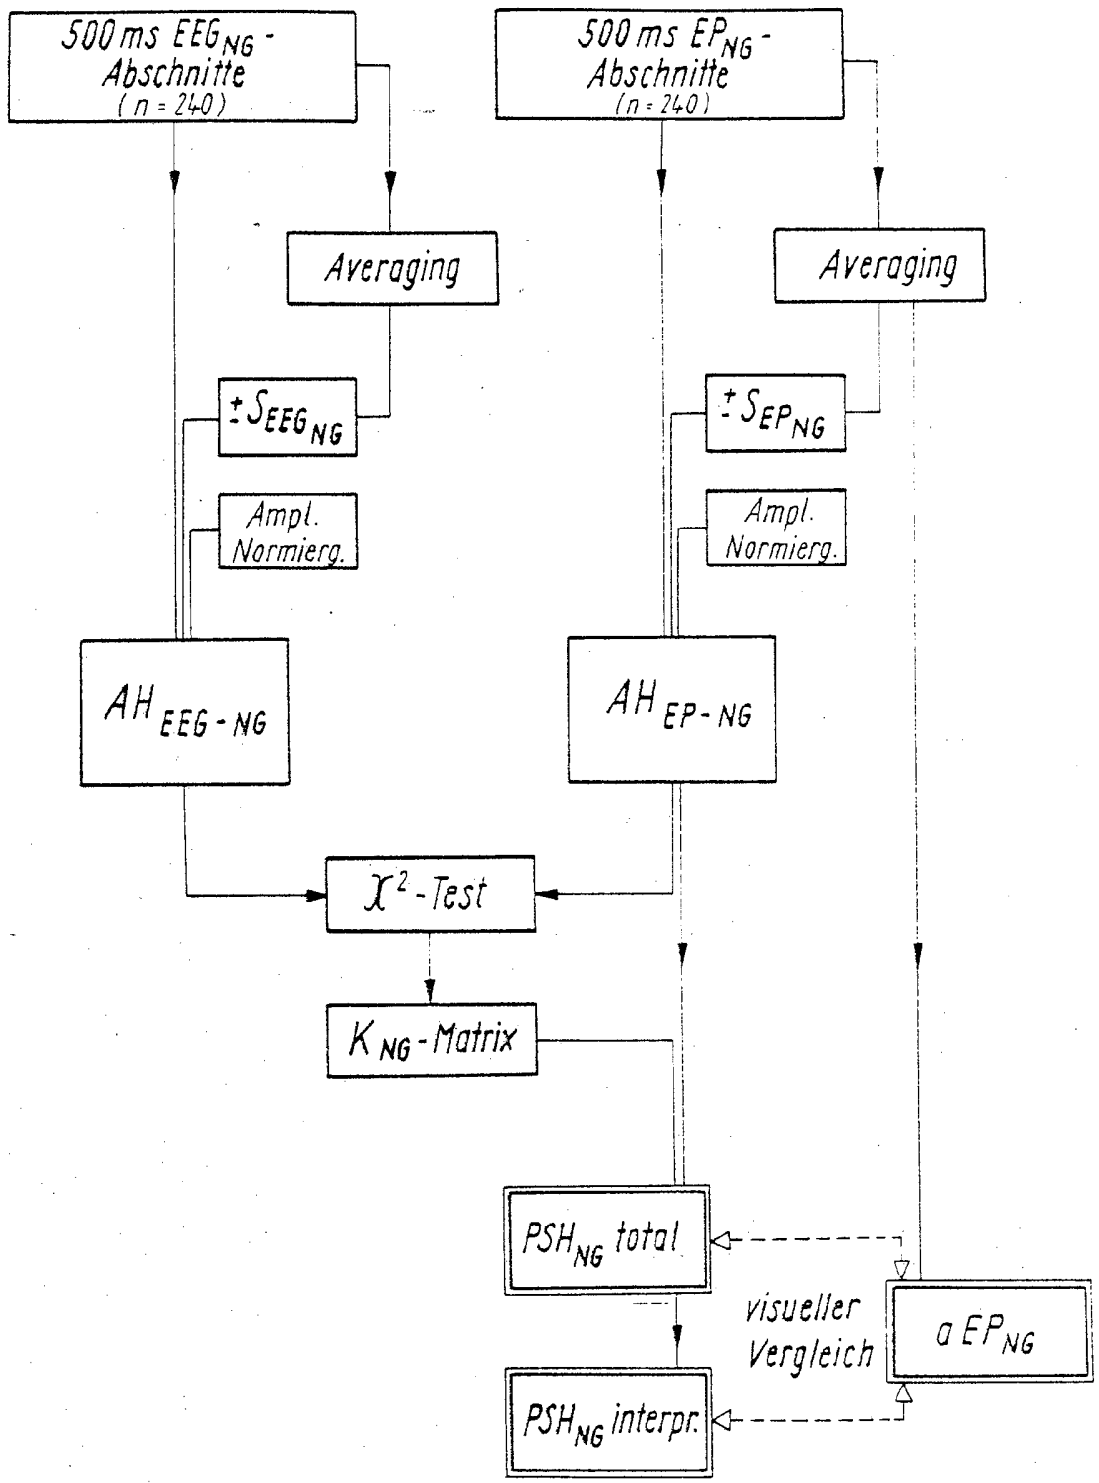 500 ms EEG_NG -
Abschnitte
(n = 240)
500 ms EP_NG -
Abschnitte
(n = 240)
Averaging
Averaging
± S_EEG_NG
± S_EP_NG
Ampl.
Normierg.
Ampl.
Normierg.
AH_EEG-NG
AH_EP-NG
χ²-Test
K_NG-Matrix
PSH_NG total
visueller
Vergleich
a EP_NG
PSH_NG interpr.